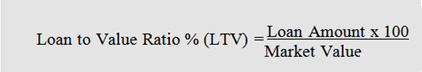 Loan to Value Ratio % (LTV) = Loan Amount x 100
Market Value